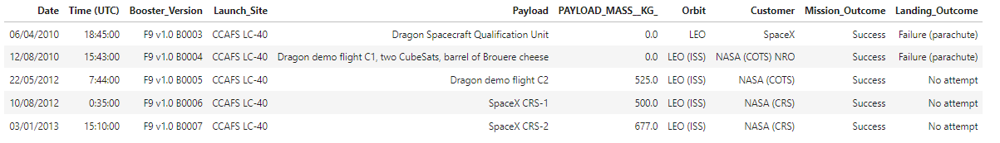 Date Time (UTC) Booster_Version Launch_Site Payload PAYLOAD_MASS__KG_ Orbit Customer Mission_Outcome Landing_Outcome
06/04/2010 18:45:00 F9 v1.0 B0003 CCAFS LC-40 Dragon Spacecraft Qualification Unit 0.0 LEO SpaceX Success Failure (parachute)
12/08/2010 15:43:00 F9 v1.0 B0004 CCAFS LC-40 Dragon demo flight C1, two CubeSats, barrel of Brouere cheese 0.0 LEO (ISS) NASA (COTS) NRO Success Failure (parachute)
22/05/2012 7:44:00 F9 v1.0 B0005 CCAFS LC-40 Dragon demo flight C2 525.0 LEO (ISS) NASA (COTS) Success No attempt
10/08/2012 0:35:00 F9 v1.0 B0006 CCAFS LC-40 SpaceX CRS-1 500.0 LEO (ISS) NASA (CRS) Success No attempt
03/01/2013 15:10:00 F9 v1.0 B0007 CCAFS LC-40 SpaceX CRS-2 677.0 LEO (ISS) NASA (CRS) Success No attempt